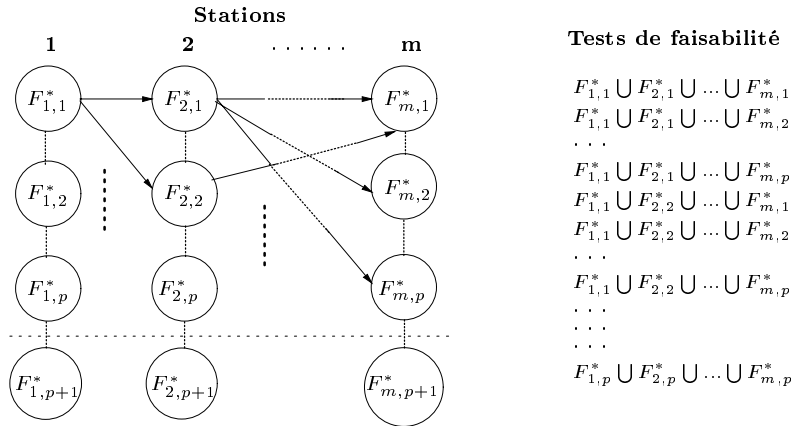 Stations
1 2 . . . . . . m
F*1,1 F*2,1 F*m,1
F*1,2 F*2,2 F*m,2
F*1,p F*2,p F*m,p
F*1,p+1 F*2,p+1 F*m,p+1
Tests de faisabilité
F*1,1 ⋃ F*2,1 ⋃ ... ⋃ F*m,1
F*1,1 ⋃ F*2,1 ⋃ ... ⋃ F*m,2
. . .
F*1,1 ⋃ F*2,1 ⋃ ... ⋃ F*m,p
F*1,1 ⋃ F*2,2 ⋃ ... ⋃ F*m,1
F*1,1 ⋃ F*2,2 ⋃ ... ⋃ F*m,2
. . .
F*1,1 ⋃ F*2,2 ⋃ ... ⋃ F*m,p
. . .
. . .
. . .
F*1,p ⋃ F*2,p ⋃ ... ⋃ F*m,p